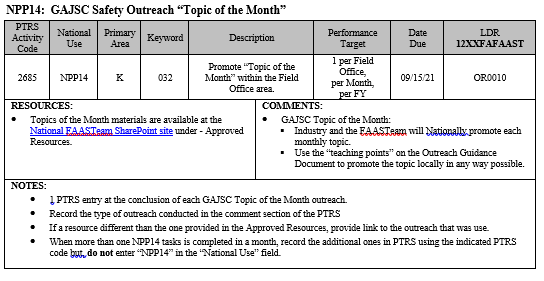 NPP14: GAJSC Safety Outreach “Topic of the Month”
PTRS Activity Code
National Use
Primary Area
Keyword
Description
Performance Target
Date Due
LDR 12XXFAFAAST
2685
NPP14
K
032
Promote “Topic of the Month” within the Field Office area.
1 per Field Office, per Month, per FY
09/15/21
OR0010
RESOURCES:
• Topics of the Month materials are available at the
National FAASTeam SharePoint site under - Approved
Resources.
COMMENTS:
• GAJSC Topic of the Month:
▪ Industry and the FAASTeam will Nationally promote each
monthly topic.
▪ Use the “teaching points” on the Outreach Guidance
Document to promote the topic locally in any way possible.
NOTES:
• 1 PTRS entry at the conclusion of each GAJSC Topic of the Month outreach.
• Record the type of outreach conducted in the comment section of the PTRS
• If a resource different than the one provided in the Approved Resources, provide link to the outreach that was use.
• When more than one NPP14 tasks is completed in a month, record the additional ones in PTRS using the indicated PTRS
code but, do not enter “NPP14” in the “National Use” field.